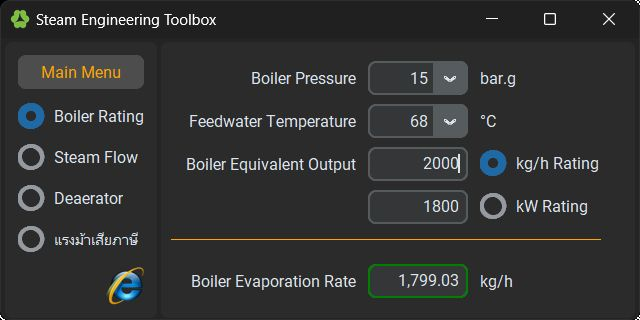 Steam Engineering Toolbox
Main Menu
Boiler Rating
Steam Flow
Deaerator
แรงม้าเสียภาษี
Boiler Pressure 15 bar.g
Feedwater Temperature 68 °C
Boiler Equivalent Output 2000 kg/h Rating
1800 kW Rating
Boiler Evaporation Rate 1,799.03 kg/h